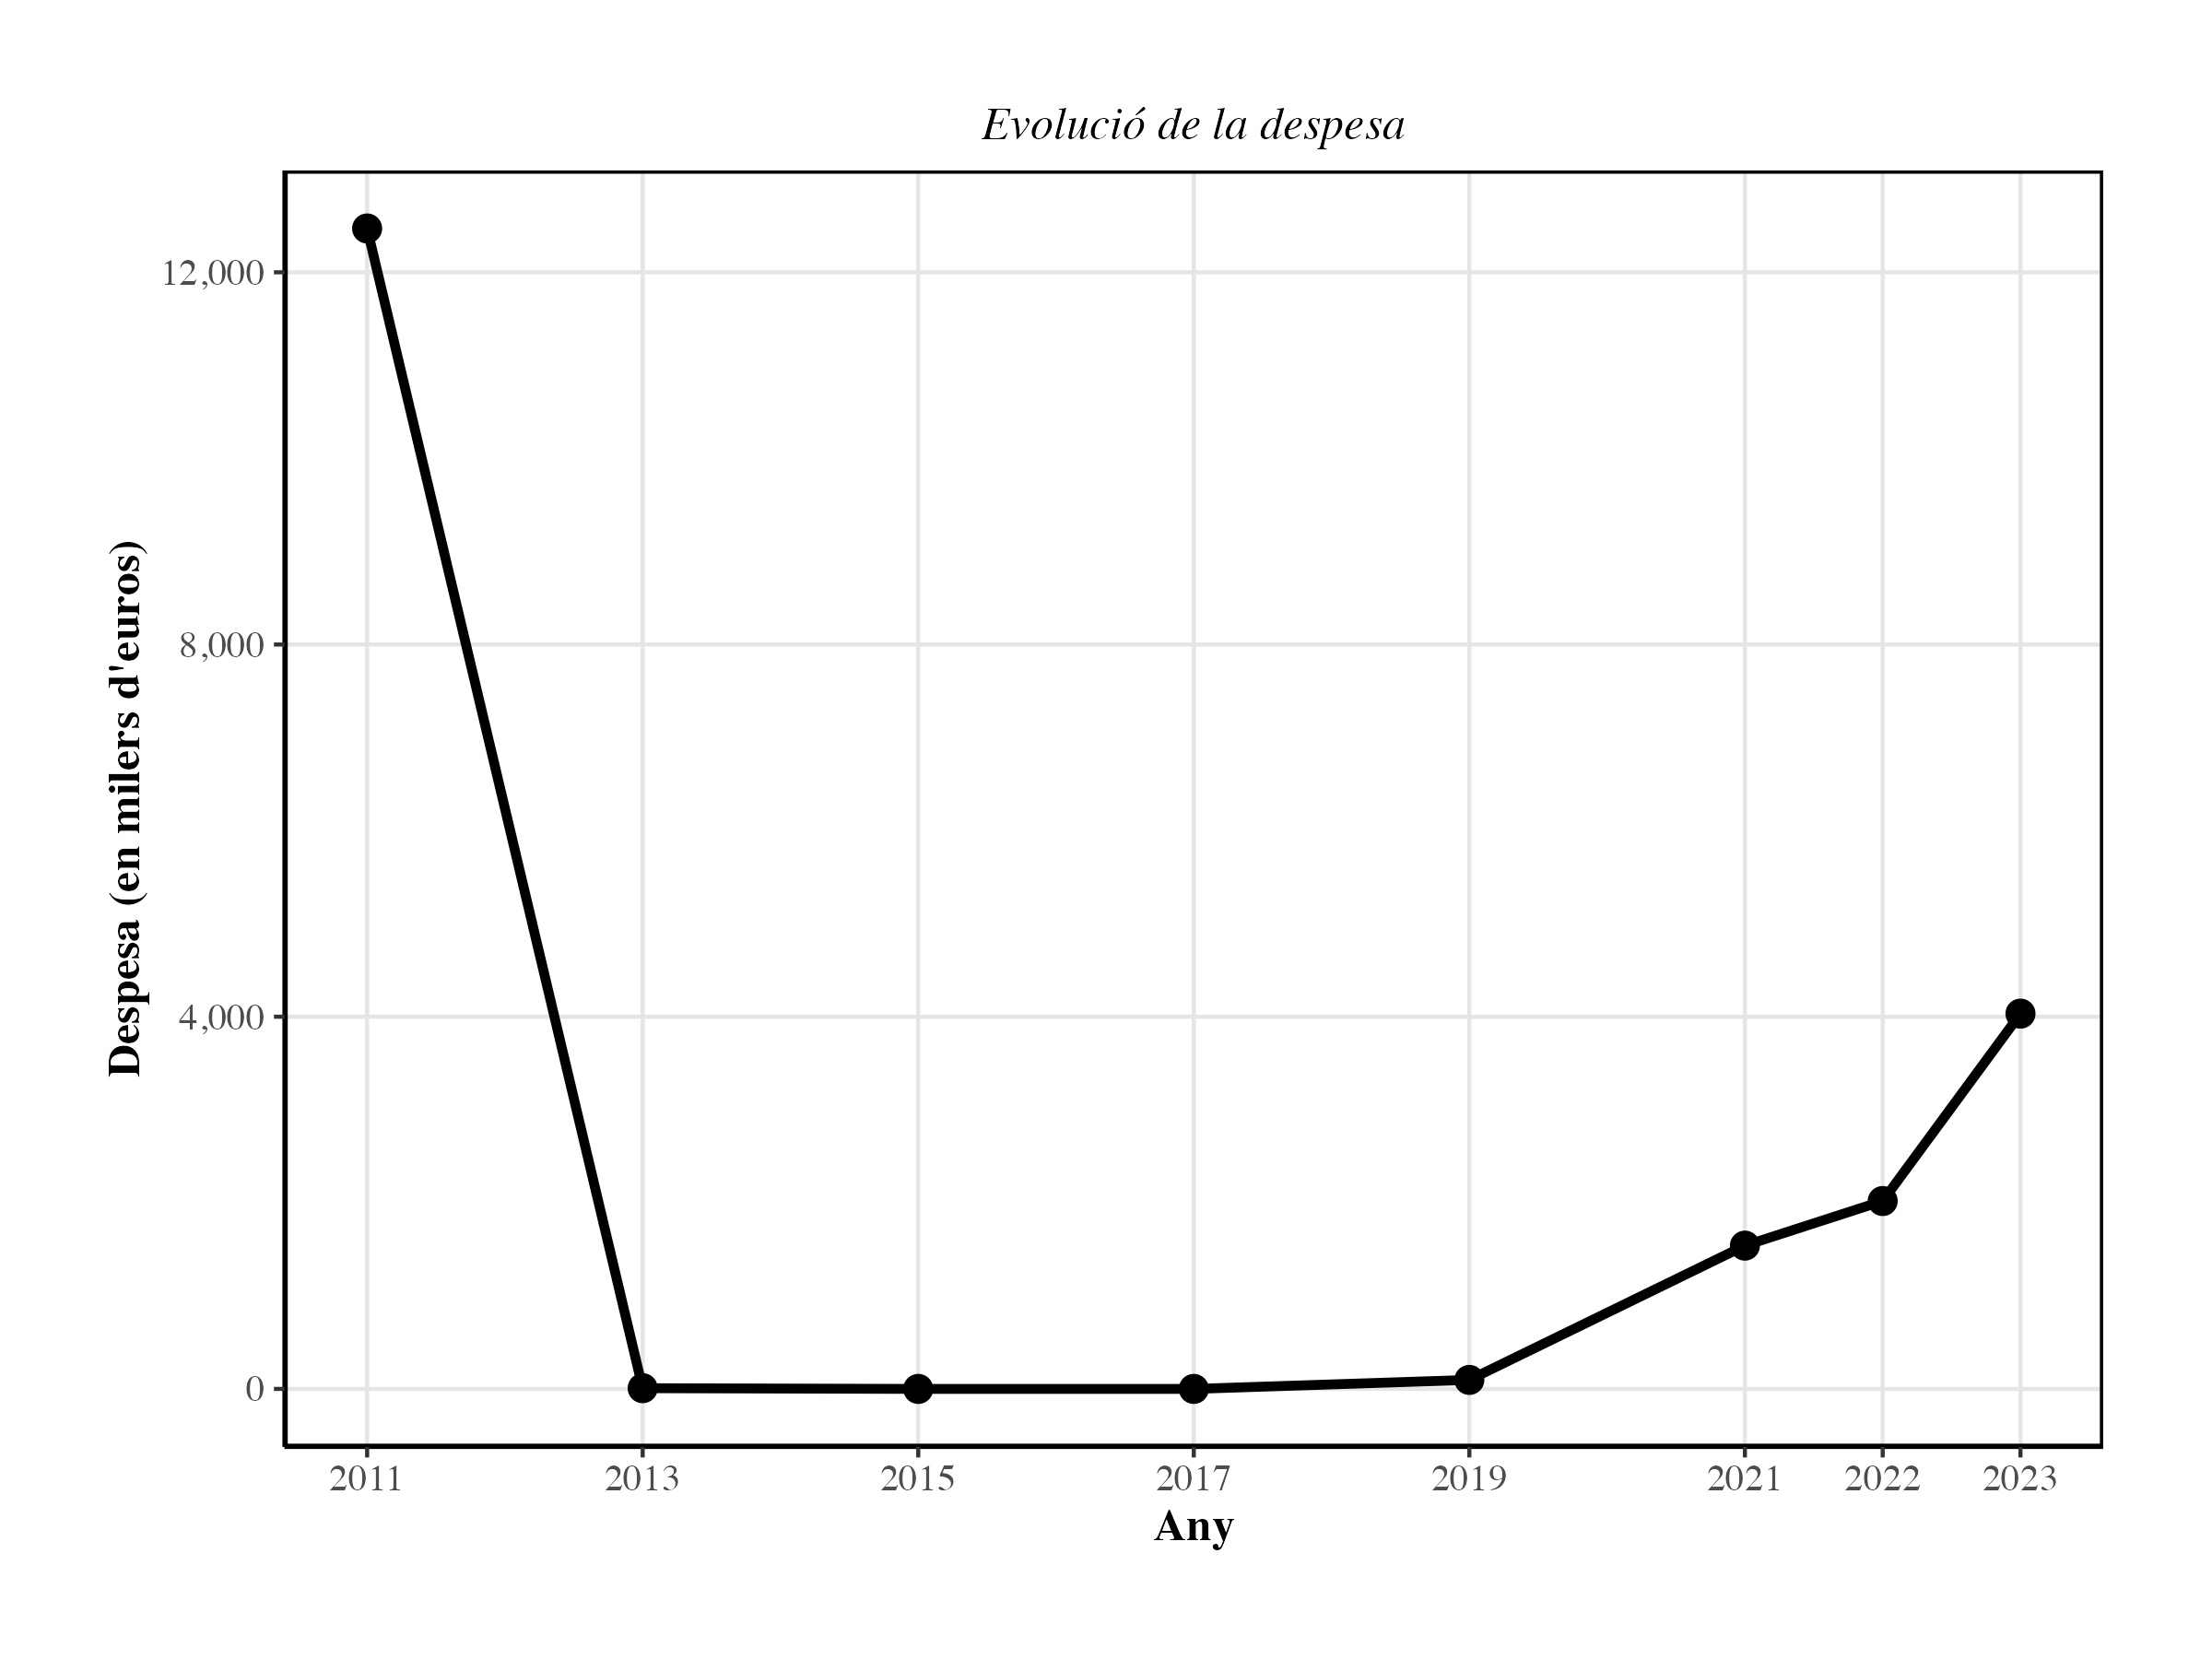 Evolució de la despesa
Despesa (en milers d'euros)
12,000
8,000
4,000
0
2011 2013 2015 2017 2019 2021 2022 2023
Any